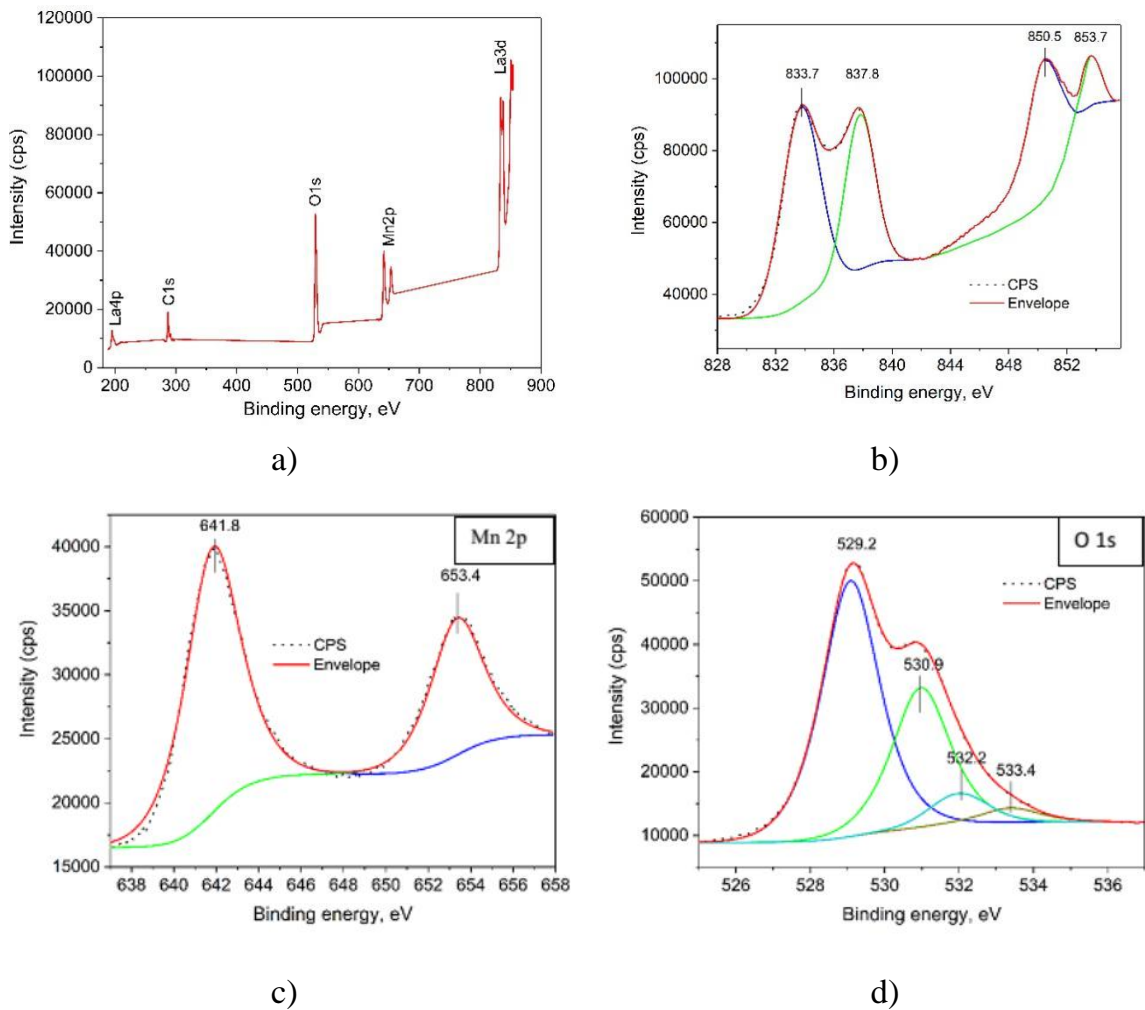 120000
100000
80000
60000
40000
20000
0
Intensity (cps)
La4p
C1s
O1s
Mn2p
La3d
200 300 400 500 600 700 800 900
Binding energy, eV
a)
100000
80000
60000
40000
Intensity (cps)
833.7 837.8
850.5 853.7
CPS
Envelope
828 832 836 840 844 848 852
Binding energy, eV
b)
40000
35000
30000
25000
20000
15000
Intensity (cps)
Mn 2p
641.8
653.4
CPS
Envelope
638 640 642 644 646 648 650 652 654 656 658
Binding energy, eV
c)
60000
50000
40000
30000
20000
10000
Intensity (cps)
O 1s
529.2
CPS
Envelope
530.9
532.2
533.4
526 528 530 532 534 536
Binding energy, eV
d)